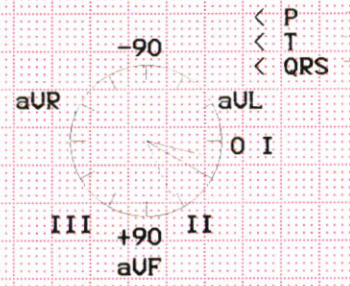 < P
< T
< QRS
-90
aVR aVL
0 I
III II
+90
aVF